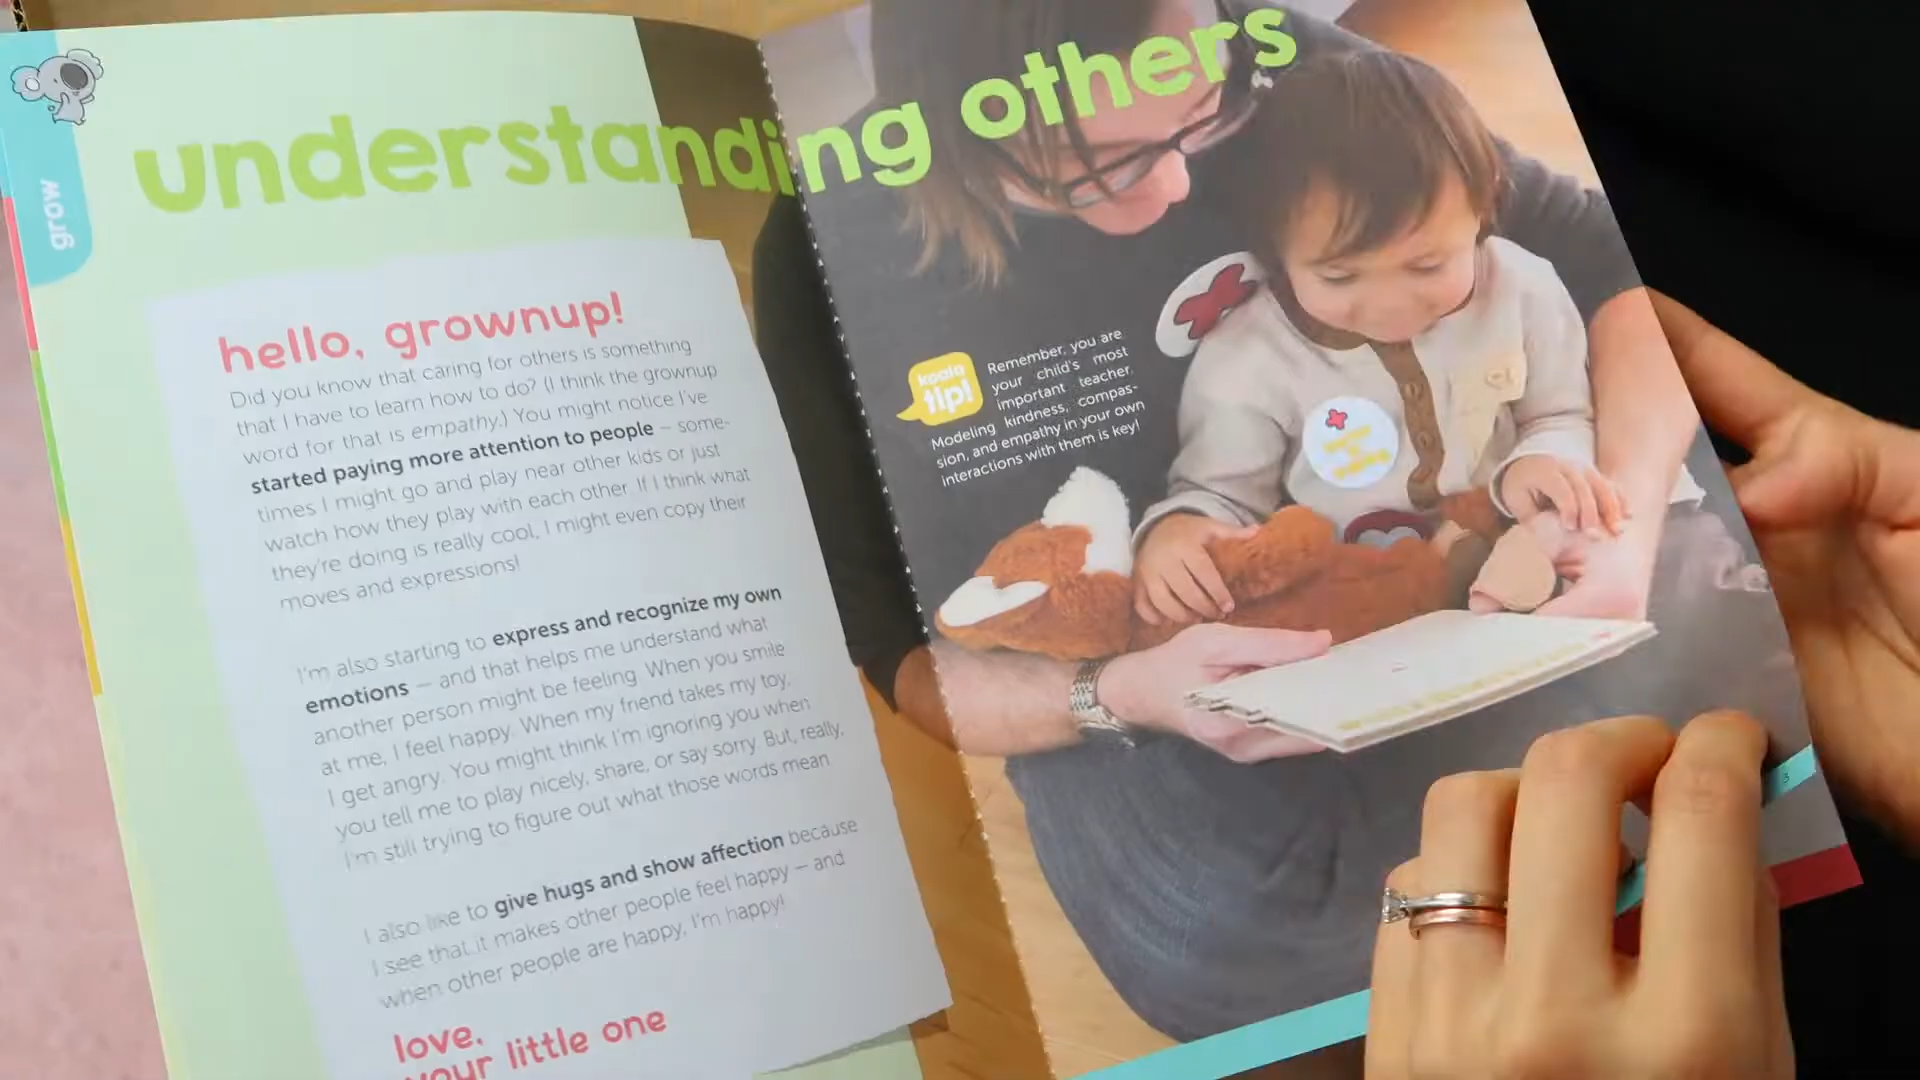 grow
understanding others
hello, grownup!
Did you know that caring for others is something
that I have to learn how to do? (I think the grownup
word for that is empathy.) You might notice I've
started paying more attention to people – some-
times I might go and play near other kids or just
watch how they play with each other. If I think what
they're doing is really cool, I might even copy their
moves and expressions!
I'm also starting to express and recognize my own
emotions – and that helps me understand what
another person might be feeling. When you smile
at me, I feel happy. When my friend takes my toy,
I get angry. You might think I'm ignoring you when
you tell me to play nicely, share, or say sorry. But, really,
I'm still trying to figure out what those words mean
I also like to give hugs and show affection because
I see that it makes other people feel happy – and
when other people are happy, I'm happy!
love,
your little one
koala
tip!
Remember, you are
your child's most
important teacher.
Modeling kindness, compas-
sion, and empathy in your own
interactions with them is key!
3